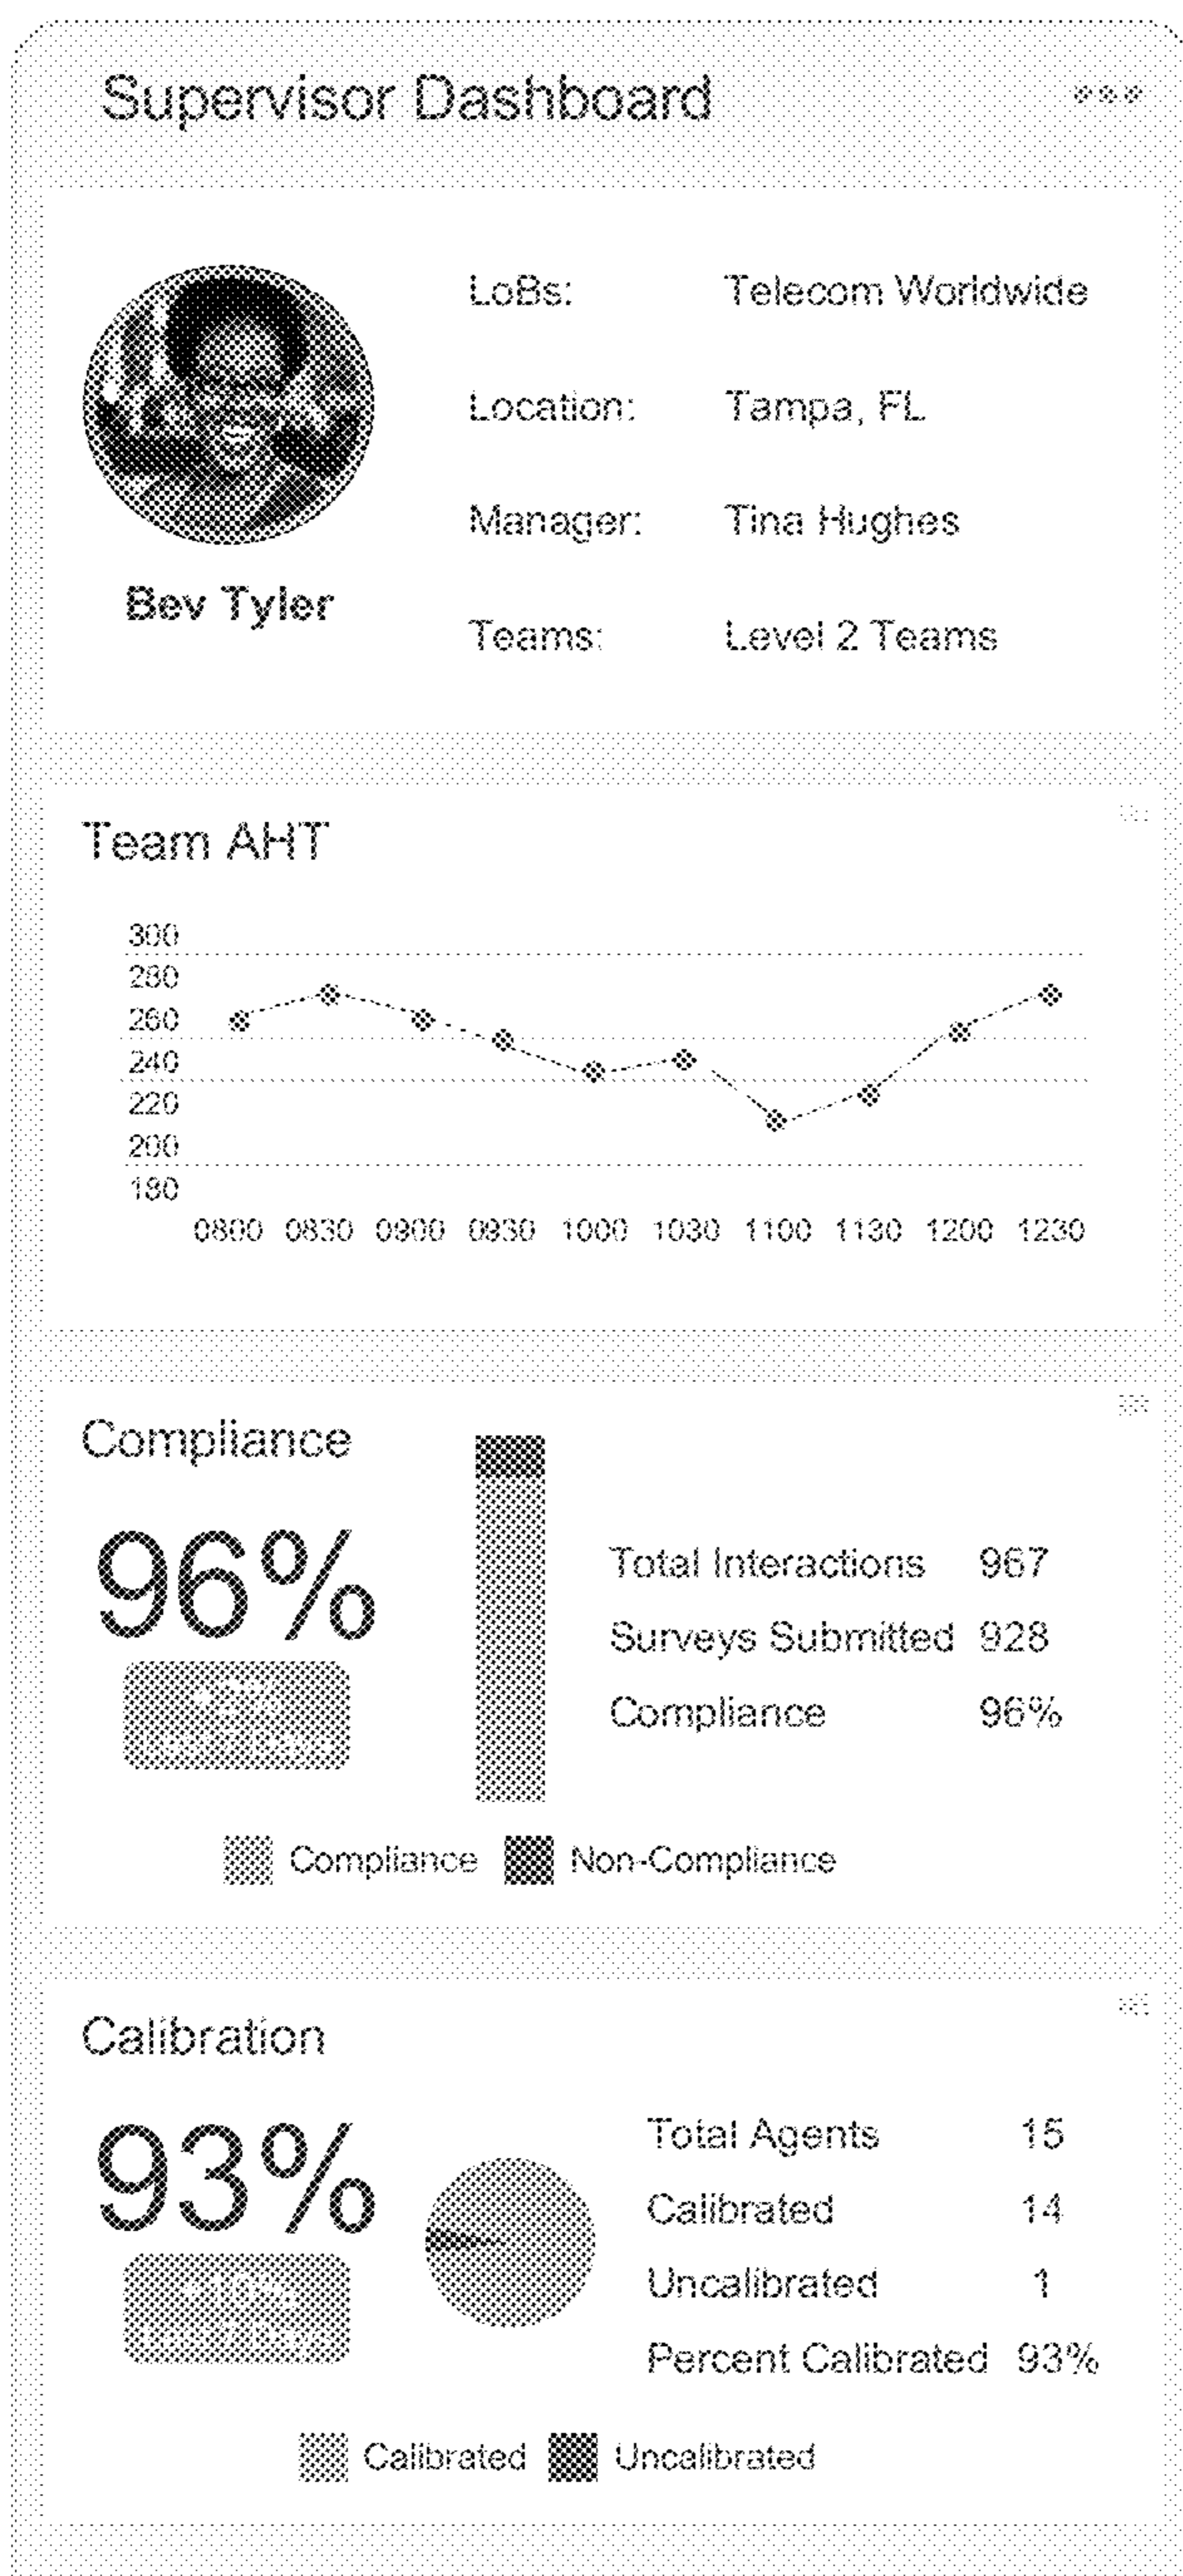 Supervisor Dashboard
LoBs: Telecom Worldwide
Location: Tampa, FL
Manager: Tina Hughes
Bev Tyler
Teams: Level 2 Teams
Team AHT
300
280
260
240
220
200
180
0800 0830 0900 0930 1000 1030 1100 1130 1200 1230
Compliance
96%
Total Interactions 967
Surveys Submitted 928
Compliance 96%
Compliance Non-Compliance
Calibration
93%
Total Agents 15
Calibrated 14
Uncalibrated 1
Percent Calibrated 93%
Calibrated Uncalibrated